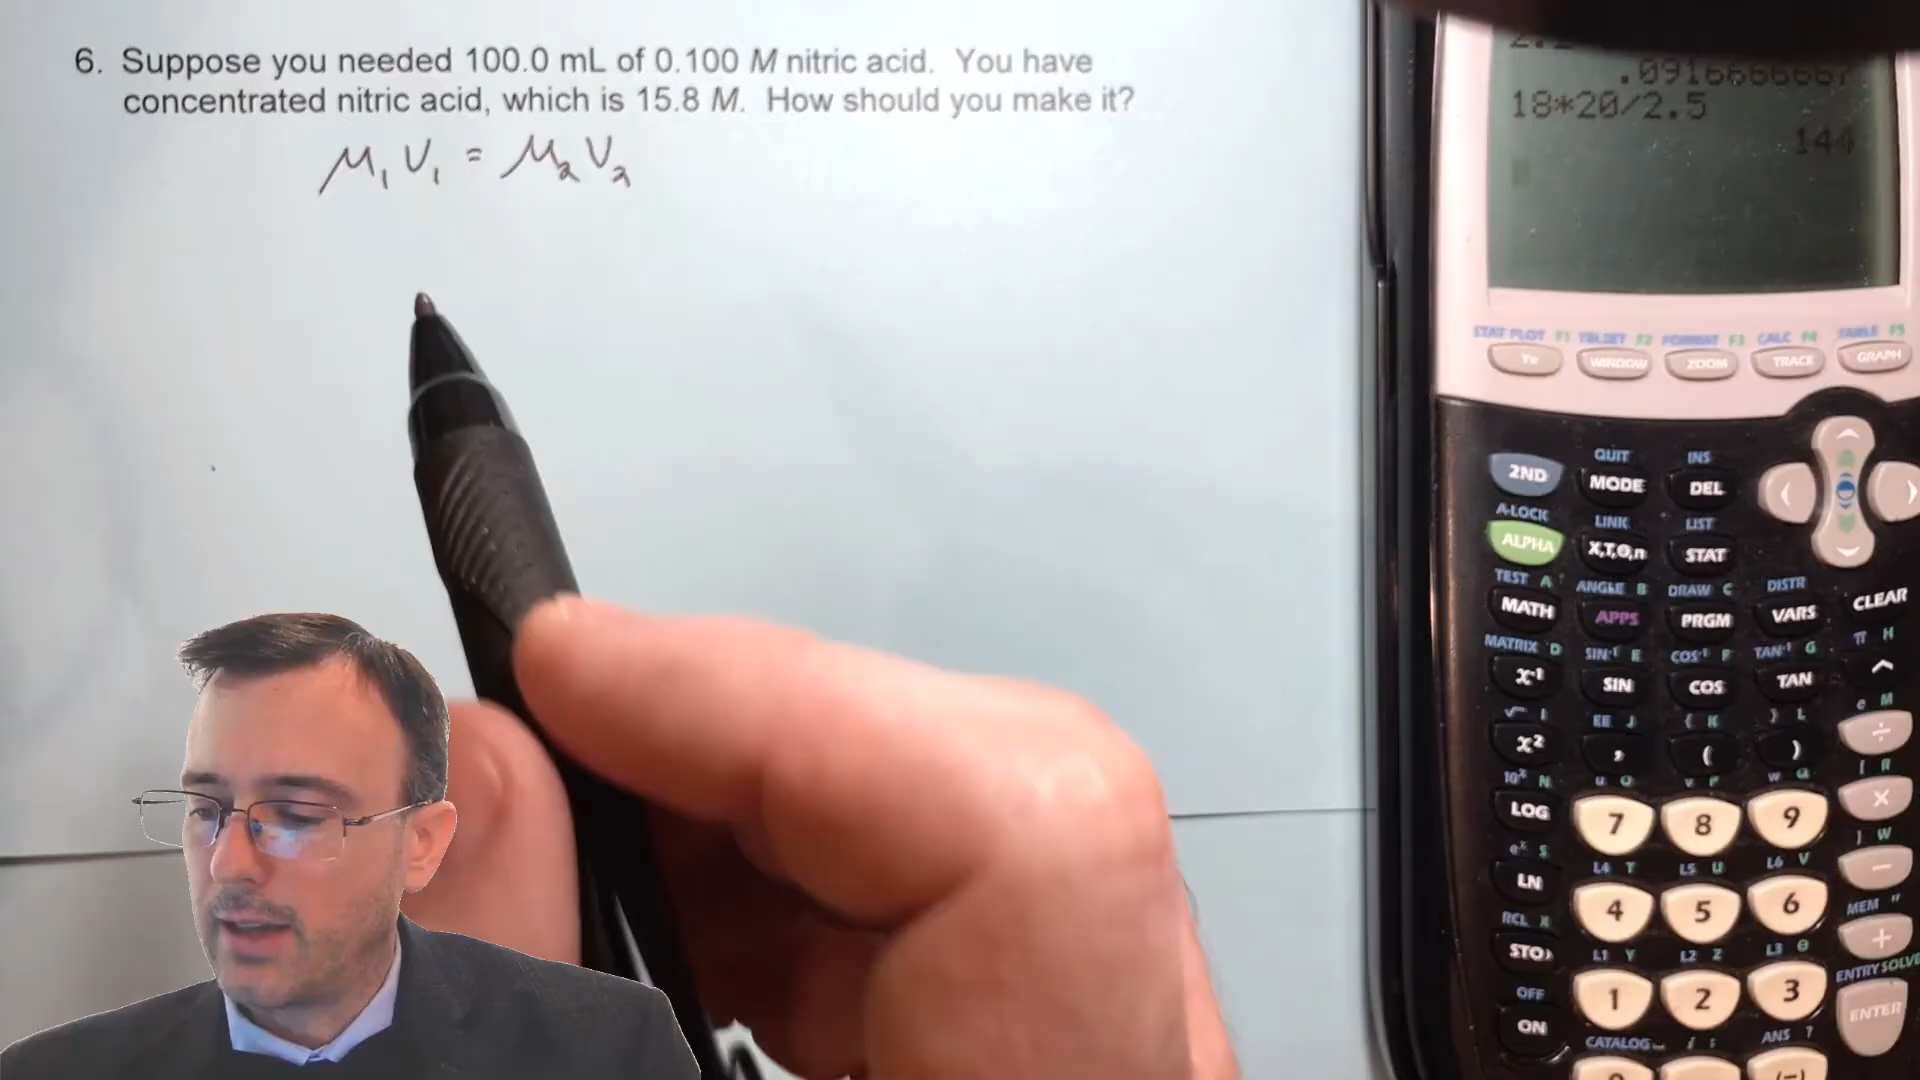 6. Suppose you needed 100.0 mL of 0.100 M nitric acid. You have
concentrated nitric acid, which is 15.8 M. How should you make it?
M₁V₁ = M₂V₂
.0916666667
18*20/2.5
144
STAT PLOT F1 TBLSET F2 FORMAT F3 CALC F4 TABLE F5
Y= WINDOW ZOOM TRACE GRAPH
QUIT INS
2ND MODE DEL
A-LOCK LINK LIST
ALPHA X,T,Θ,n STAT
TEST A ANGLE B DRAW C DISTR
MATH APPS PRGM VARS CLEAR
MATRIX D SIN⁻¹ E COS⁻¹ F TAN⁻¹ G π H
x⁻¹ SIN COS TAN ^
√ I EE J { K } L e M
x² , ( ) ÷
10ˣ N u O v P w Q [ R
LOG 7 8 9 ×
eˣ S L4 T L5 U L6 V ] W
LN 4 5 6 −
RCL X L1 Y L2 Z L3 θ MEM "
STO› 1 2 3 +
OFF CATALOG i : ANS ? ENTRY SOLVE
ON 0 (−) ENTER